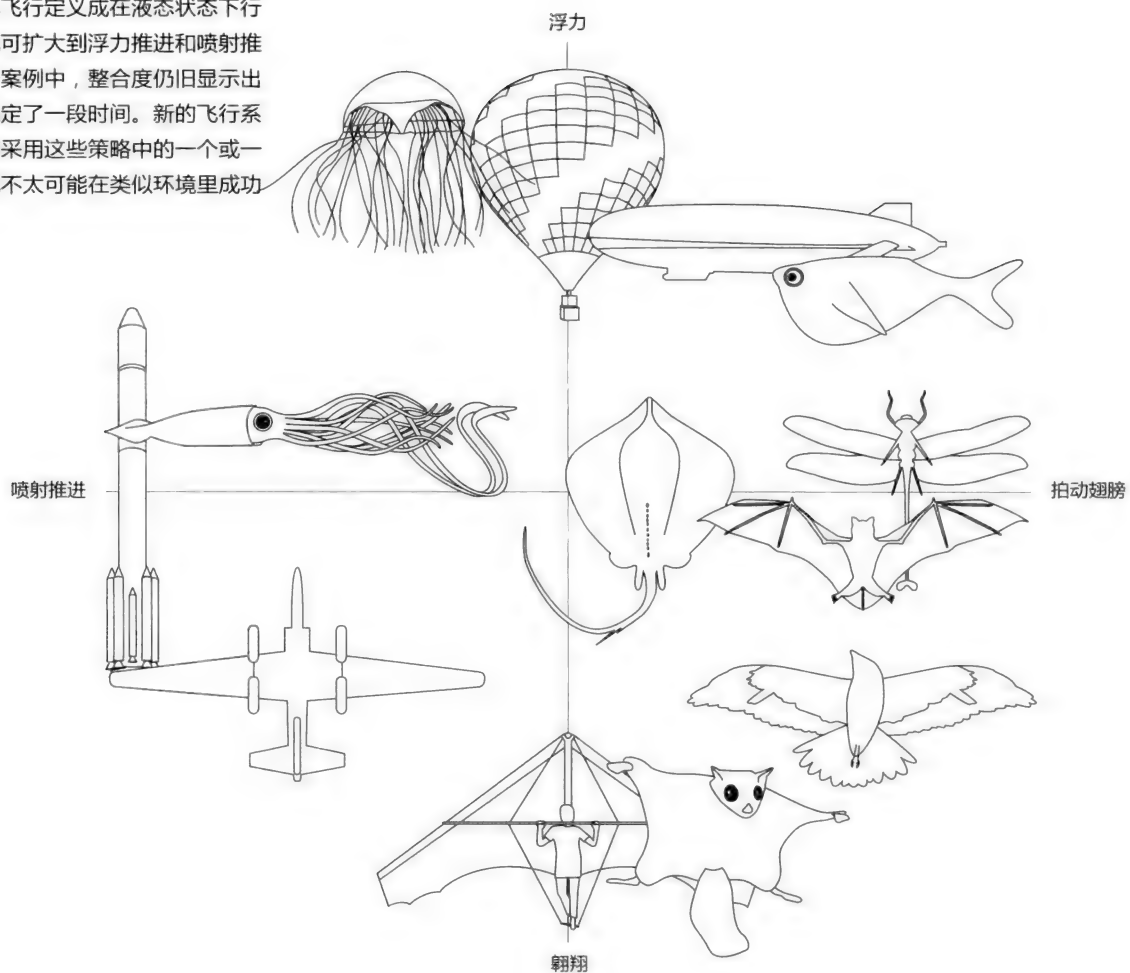 飞行定义成在液态状态下行
可扩大到浮力推进和喷射推
案例中，整合度仍旧显示出
定了一段时间。新的飞行系
采用这些策略中的一个或一
不太可能在类似环境里成功
浮力
喷射推进
拍动翅膀
翱翔